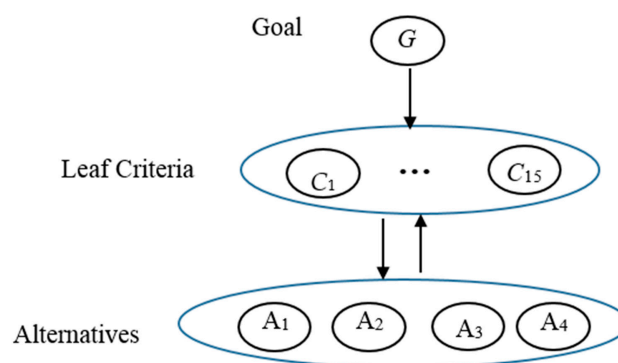 Goal G
Leaf Criteria C1 ... C15
Alternatives A1 A2 A3 A4